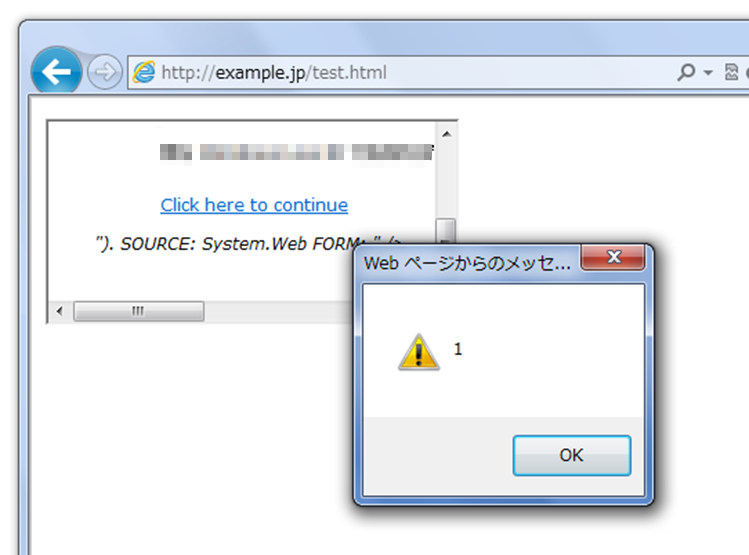 http://example.jp/test.html
Click here to continue
"). SOURCE: System.Web FORM: " />
Web ページからのメッセ...
1
OK